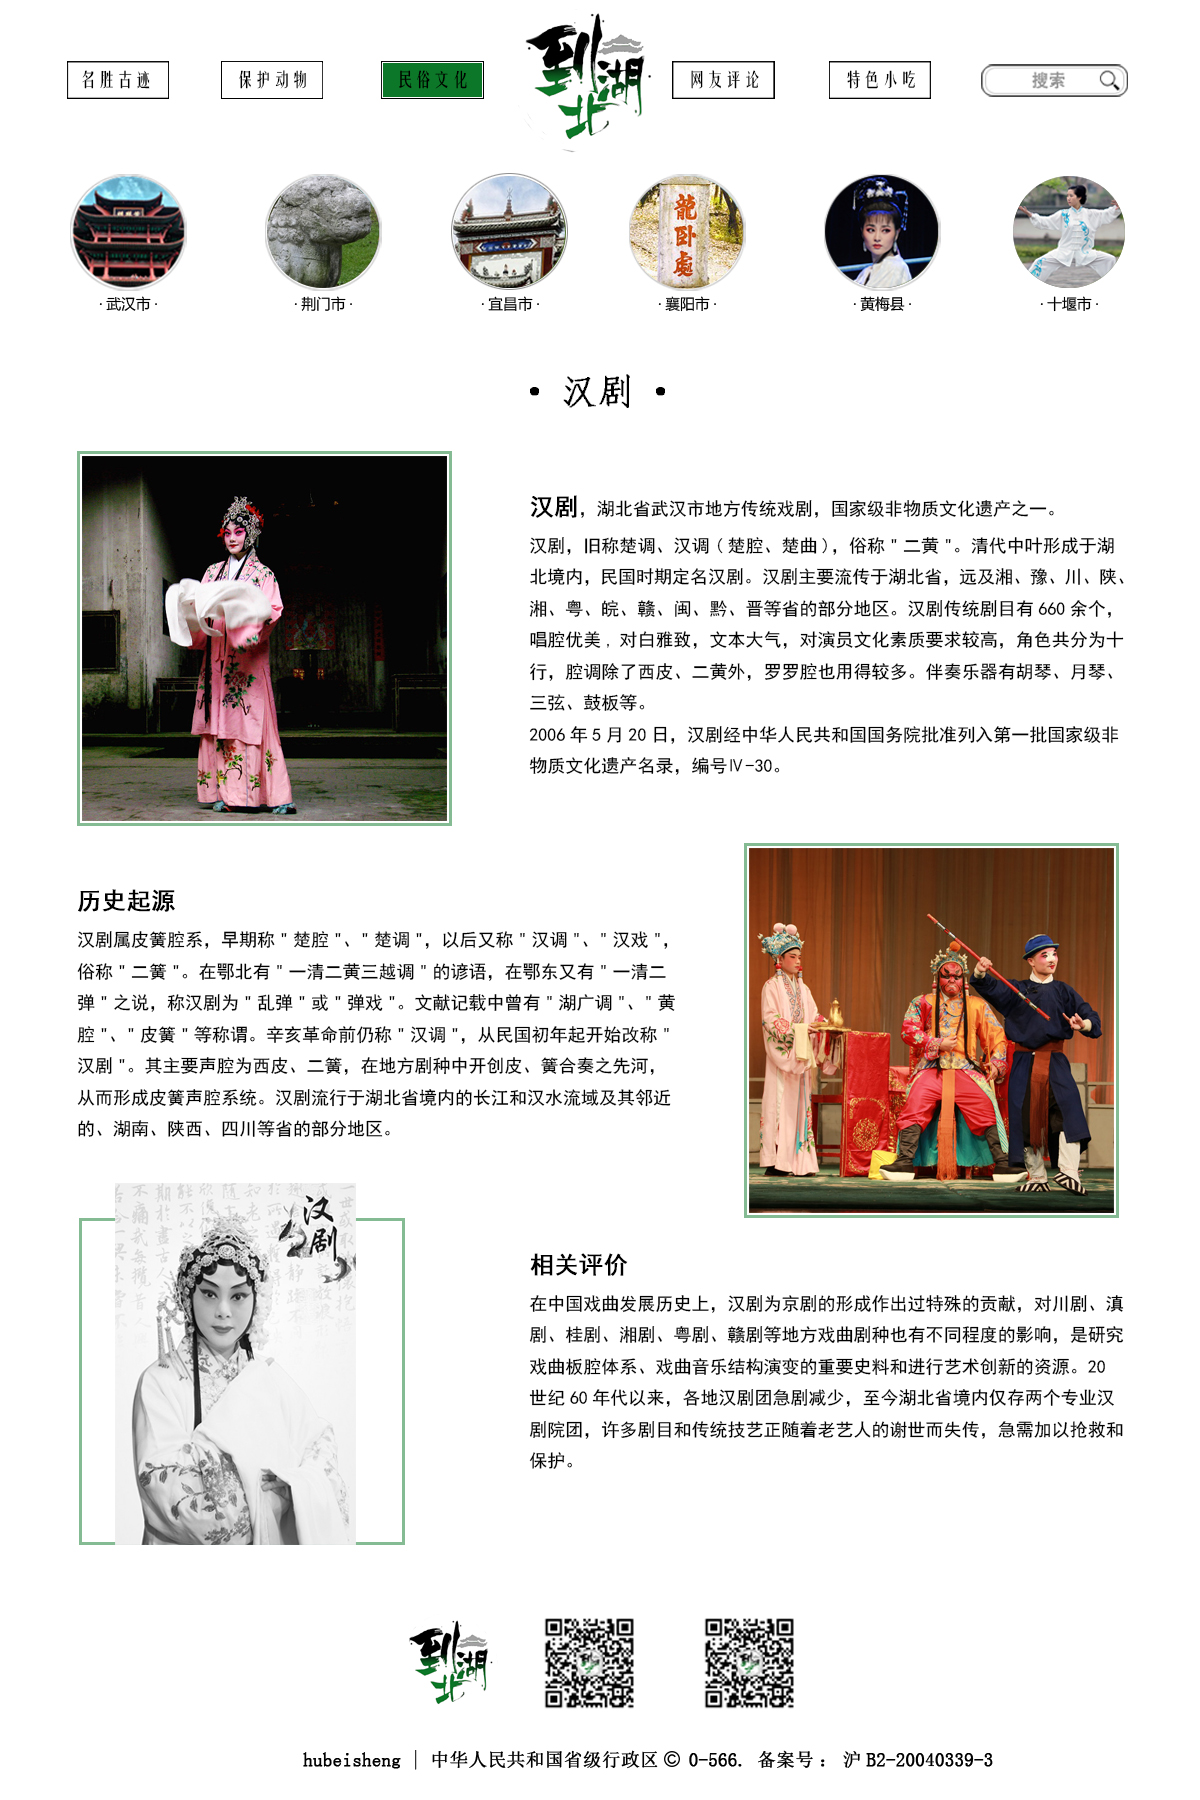 名胜古迹
保护动物
民俗文化
到湖北
网友评论
特色小吃
搜索
龍卧處
· 武汉市 ·
· 荆门市 ·
· 宜昌市 ·
· 襄阳市 ·
· 黄梅县 ·
· 十堰市 ·
• 汉剧 •
汉剧，湖北省武汉市地方传统戏剧，国家级非物质文化遗产之一。
汉剧，旧称楚调、汉调（楚腔、楚曲），俗称 " 二黄 "。清代中叶形成于湖
北境内，民国时期定名汉剧。汉剧主要流传于湖北省，远及湘、豫、川、陕、
湘、粤、皖、赣、闽、黔、晋等省的部分地区。汉剧传统剧目有 660 余个，
唱腔优美，对白雅致，文本大气，对演员文化素质要求较高，角色共分为十
行，腔调除了西皮、二黄外，罗罗腔也用得较多。伴奏乐器有胡琴、月琴、
三弦、鼓板等。
2006 年 5 月 20 日，汉剧经中华人民共和国国务院批准列入第一批国家级非
物质文化遗产名录，编号Ⅳ-30。
历史起源
汉剧属皮簧腔系，早期称 " 楚腔 "、" 楚调 "，以后又称 " 汉调 "、" 汉戏 "，
俗称 " 二簧 "。在鄂北有 " 一清二黄三越调 " 的谚语，在鄂东又有 " 一清二
弹 " 之说，称汉剧为 " 乱弹 " 或 " 弹戏 "。文献记载中曾有 " 湖广调 "、" 黄
腔 "、" 皮簧 " 等称谓。辛亥革命前仍称 " 汉调 "，从民国初年起开始改称 "
汉剧 "。其主要声腔为西皮、二簧，在地方剧种中开创皮、簧合奏之先河，
从而形成皮簧声腔系统。汉剧流行于湖北省境内的长江和汉水流域及其邻近
的、湖南、陕西、四川等省的部分地区。
汉剧
相关评价
在中国戏曲发展历史上，汉剧为京剧的形成作出过特殊的贡献，对川剧、滇
剧、桂剧、湘剧、粤剧、赣剧等地方戏曲剧种也有不同程度的影响，是研究
戏曲板腔体系、戏曲音乐结构演变的重要史料和进行艺术创新的资源。20
世纪 60 年代以来，各地汉剧团急剧减少，至今湖北省境内仅存两个专业汉
剧院团，许多剧目和传统技艺正随着老艺人的谢世而失传，急需加以抢救和
保护。
到湖北
hubeisheng | 中华人民共和国省级行政区 © 0-566. 备案号： 沪 B2-20040339-3